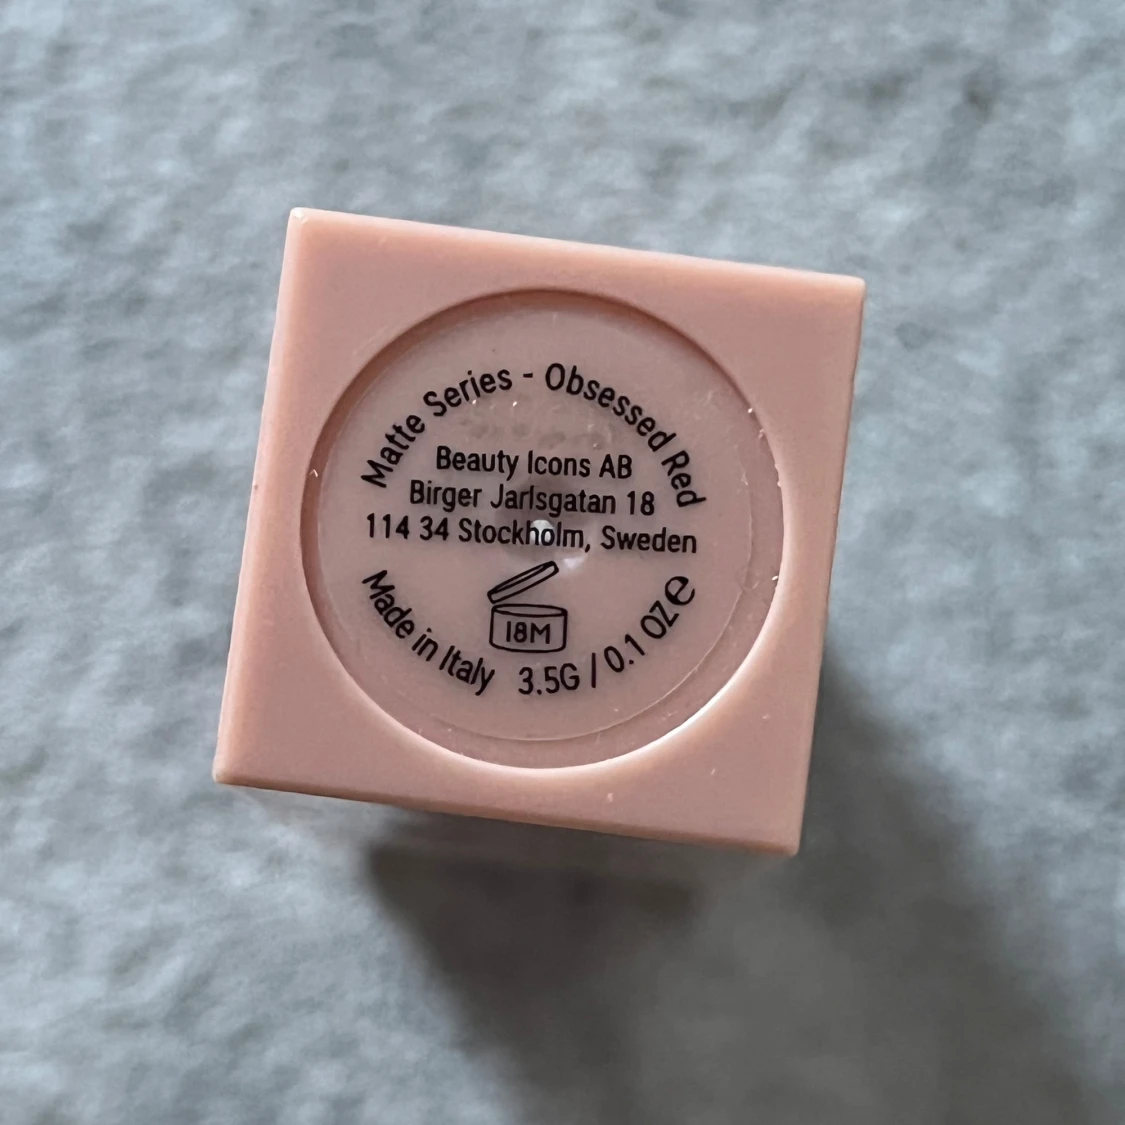 Matte Series - Obsessed Red
Beauty Icons AB
Birger Jarlsgatan 18
114 34 Stockholm, Sweden
18M
Made in Italy 3.5G / 0.1 OZ ℮